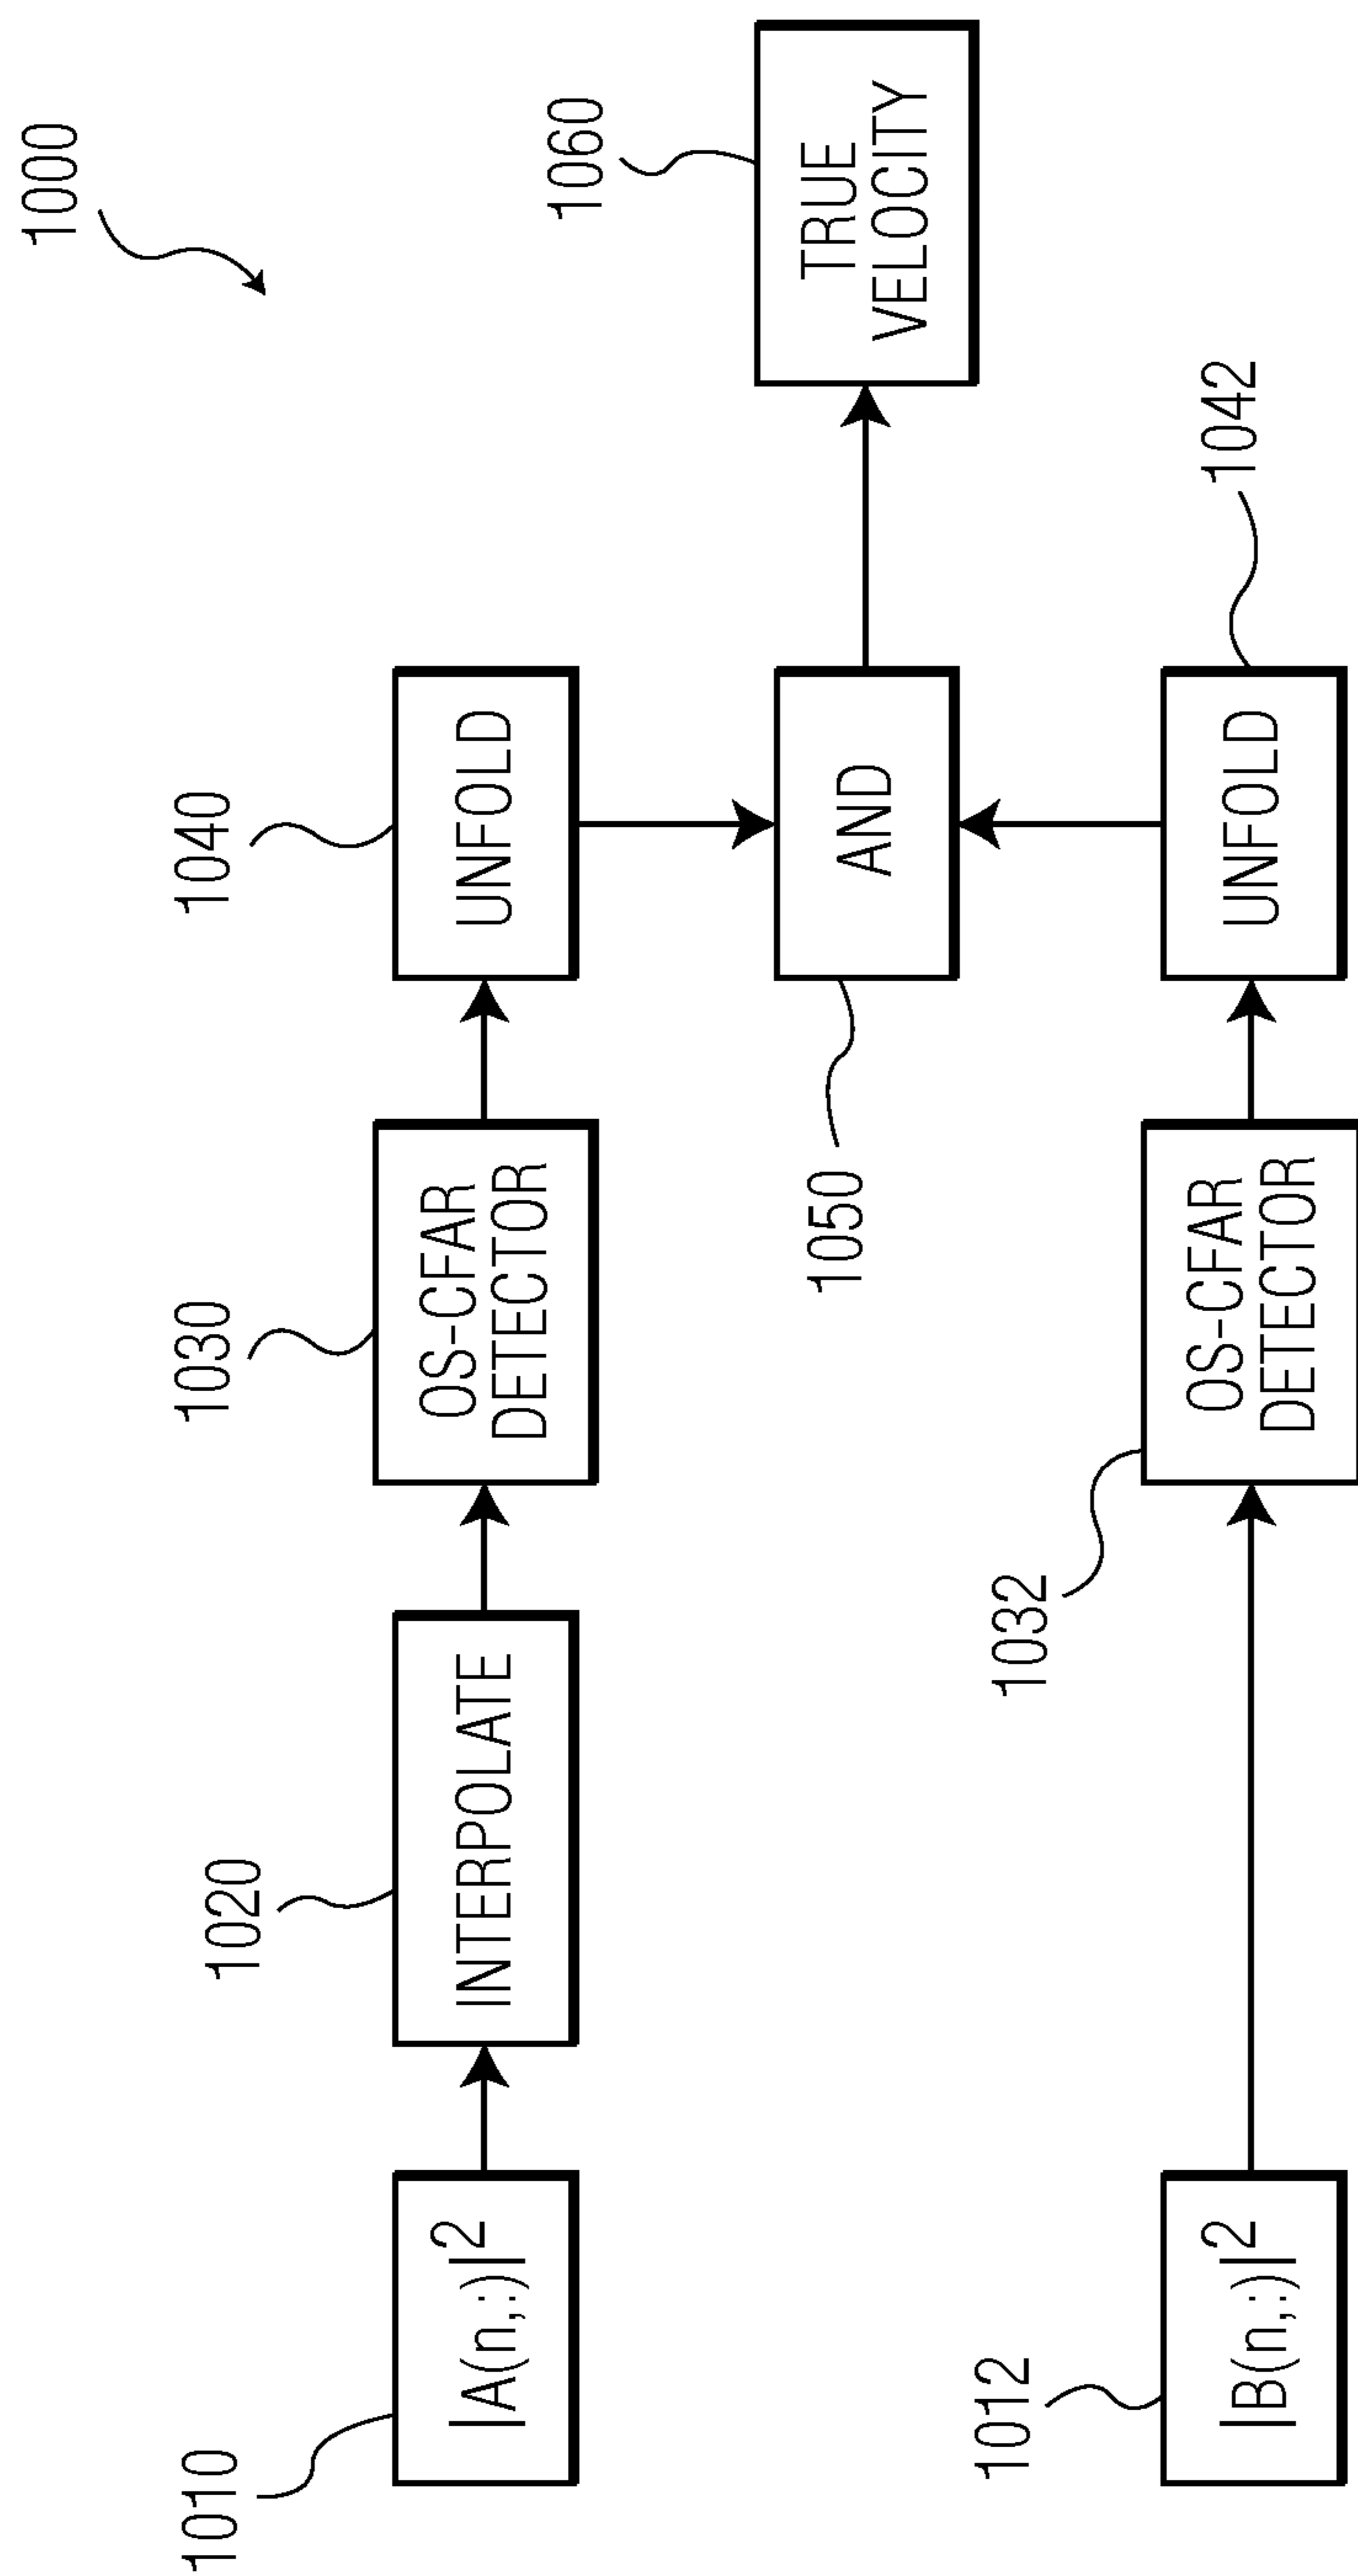 1000
1010
|A(n,:)|²
1020
INTERPOLATE
1030
OS-CFAR
DETECTOR
1040
UNFOLD
1050
AND
1060
TRUE
VELOCITY
1012
|B(n,:)|²
1032
OS-CFAR
DETECTOR
1042
UNFOLD